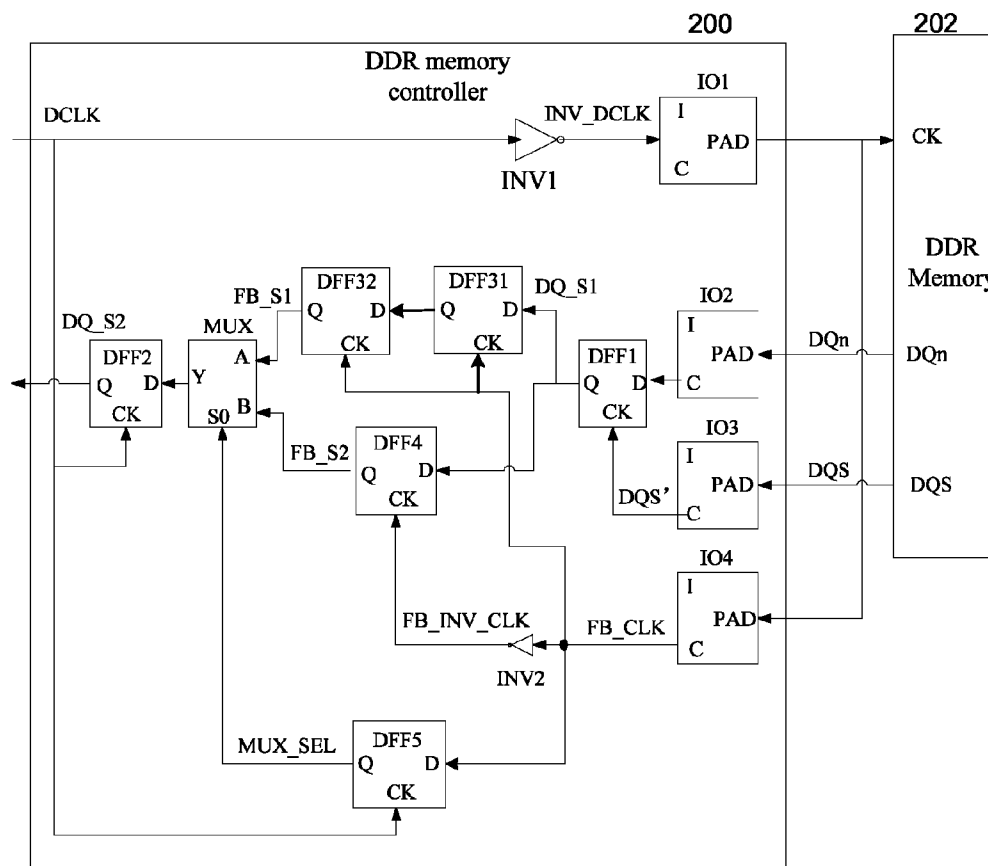 200
202
DDR memory
controller
DCLK
INV_DCLK
INV1
IO1
I
PAD
C
CK
DDR
Memory
DFF32
Q
D
CK
DFF31
Q
D
CK
FB_S1
DQ_S1
DQ_S2
MUX
A
Y
B
S0
DFF2
Q
D
CK
DFF1
Q
D
CK
IO2
I
PAD
C
DQn
DQn
IO3
I
PAD
C
DQS
DQS
DQS'
FB_S2
DFF4
Q
D
CK
IO4
I
PAD
C
FB_INV_CLK
FB_CLK
INV2
MUX_SEL
DFF5
Q
D
CK